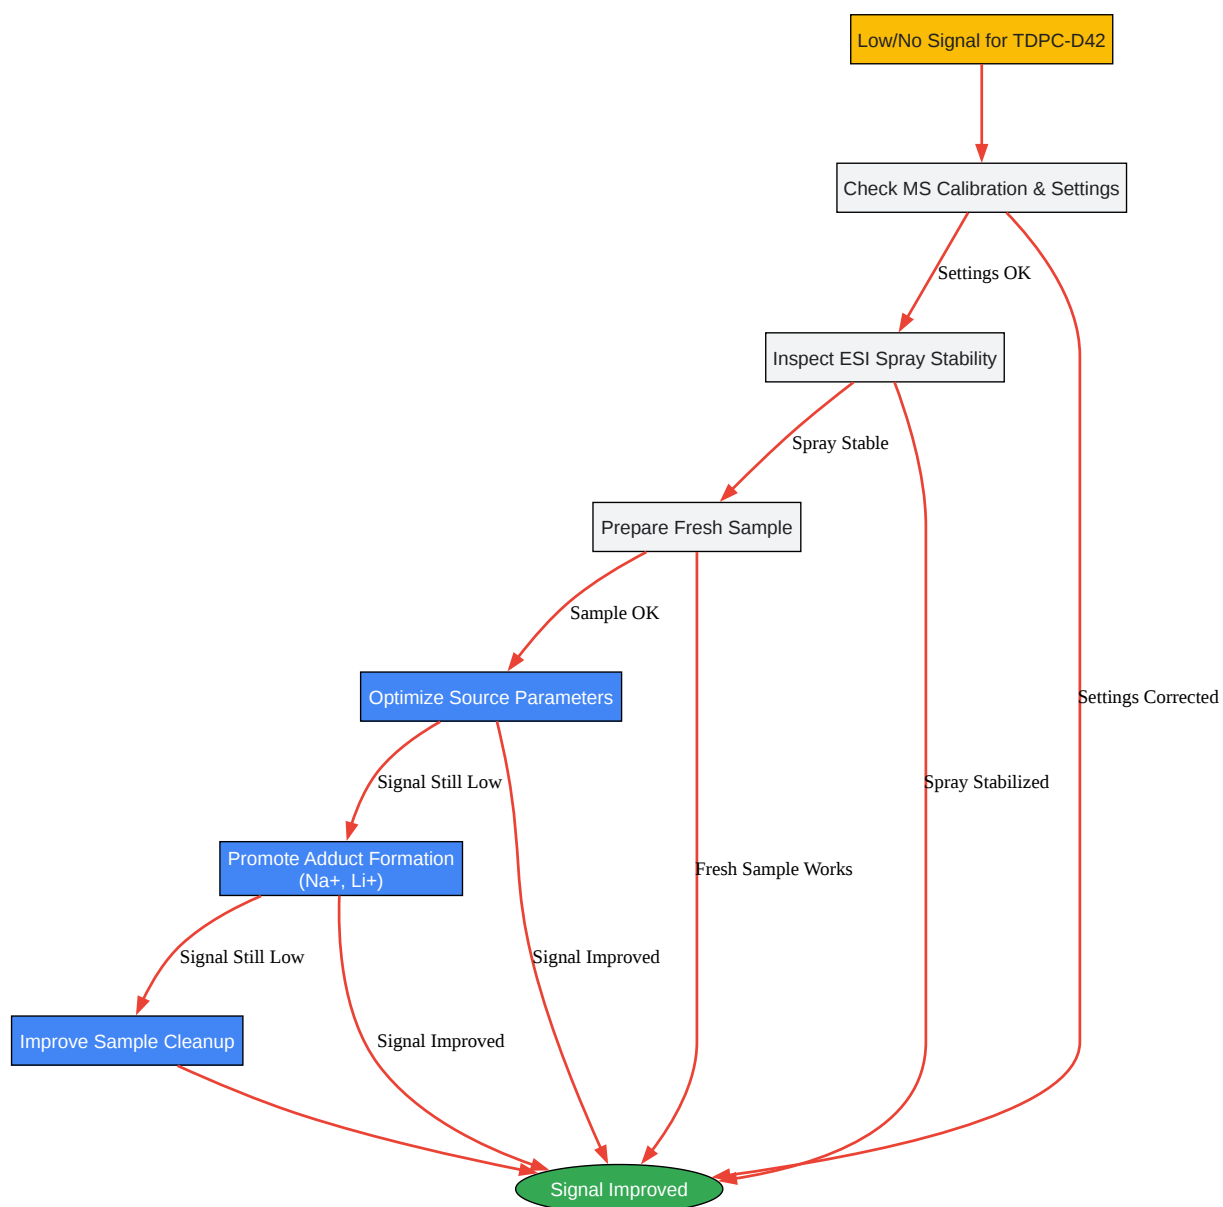 Low/No Signal for TDPC-D42
Check MS Calibration & Settings
Settings OK
Inspect ESI Spray Stability
Spray Stable
Prepare Fresh Sample
Sample OK
Optimize Source Parameters
Settings Corrected
Signal Still Low
Spray Stabilized
Promote Adduct Formation
(Na+, Li+)
Fresh Sample Works
Signal Still Low
Signal Improved
Improve Sample Cleanup
Signal Improved
Signal Improved